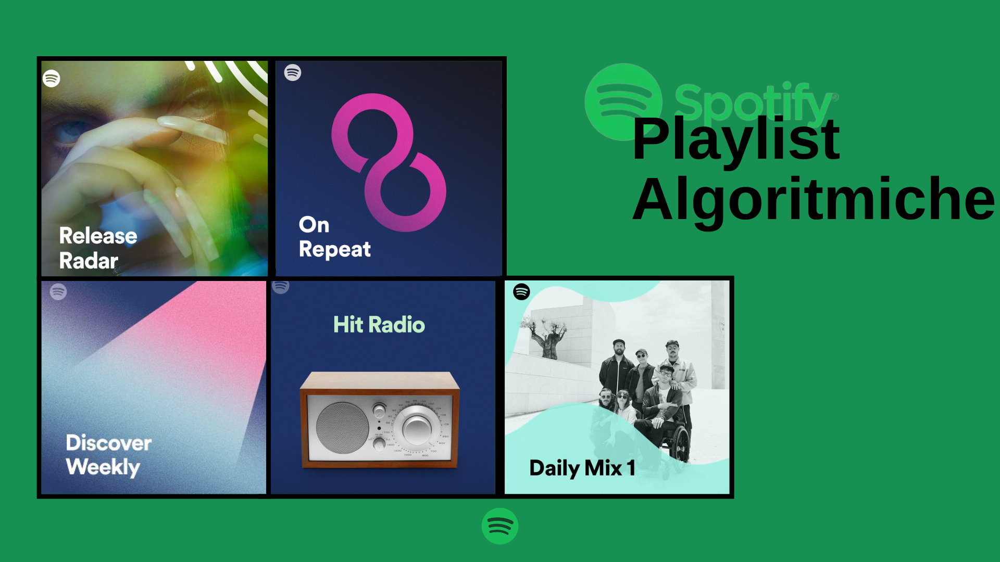 Spotify®
Playlist
Algoritmiche
Release
Radar
On
Repeat
Discover
Weekly
Hit Radio
Daily Mix 1